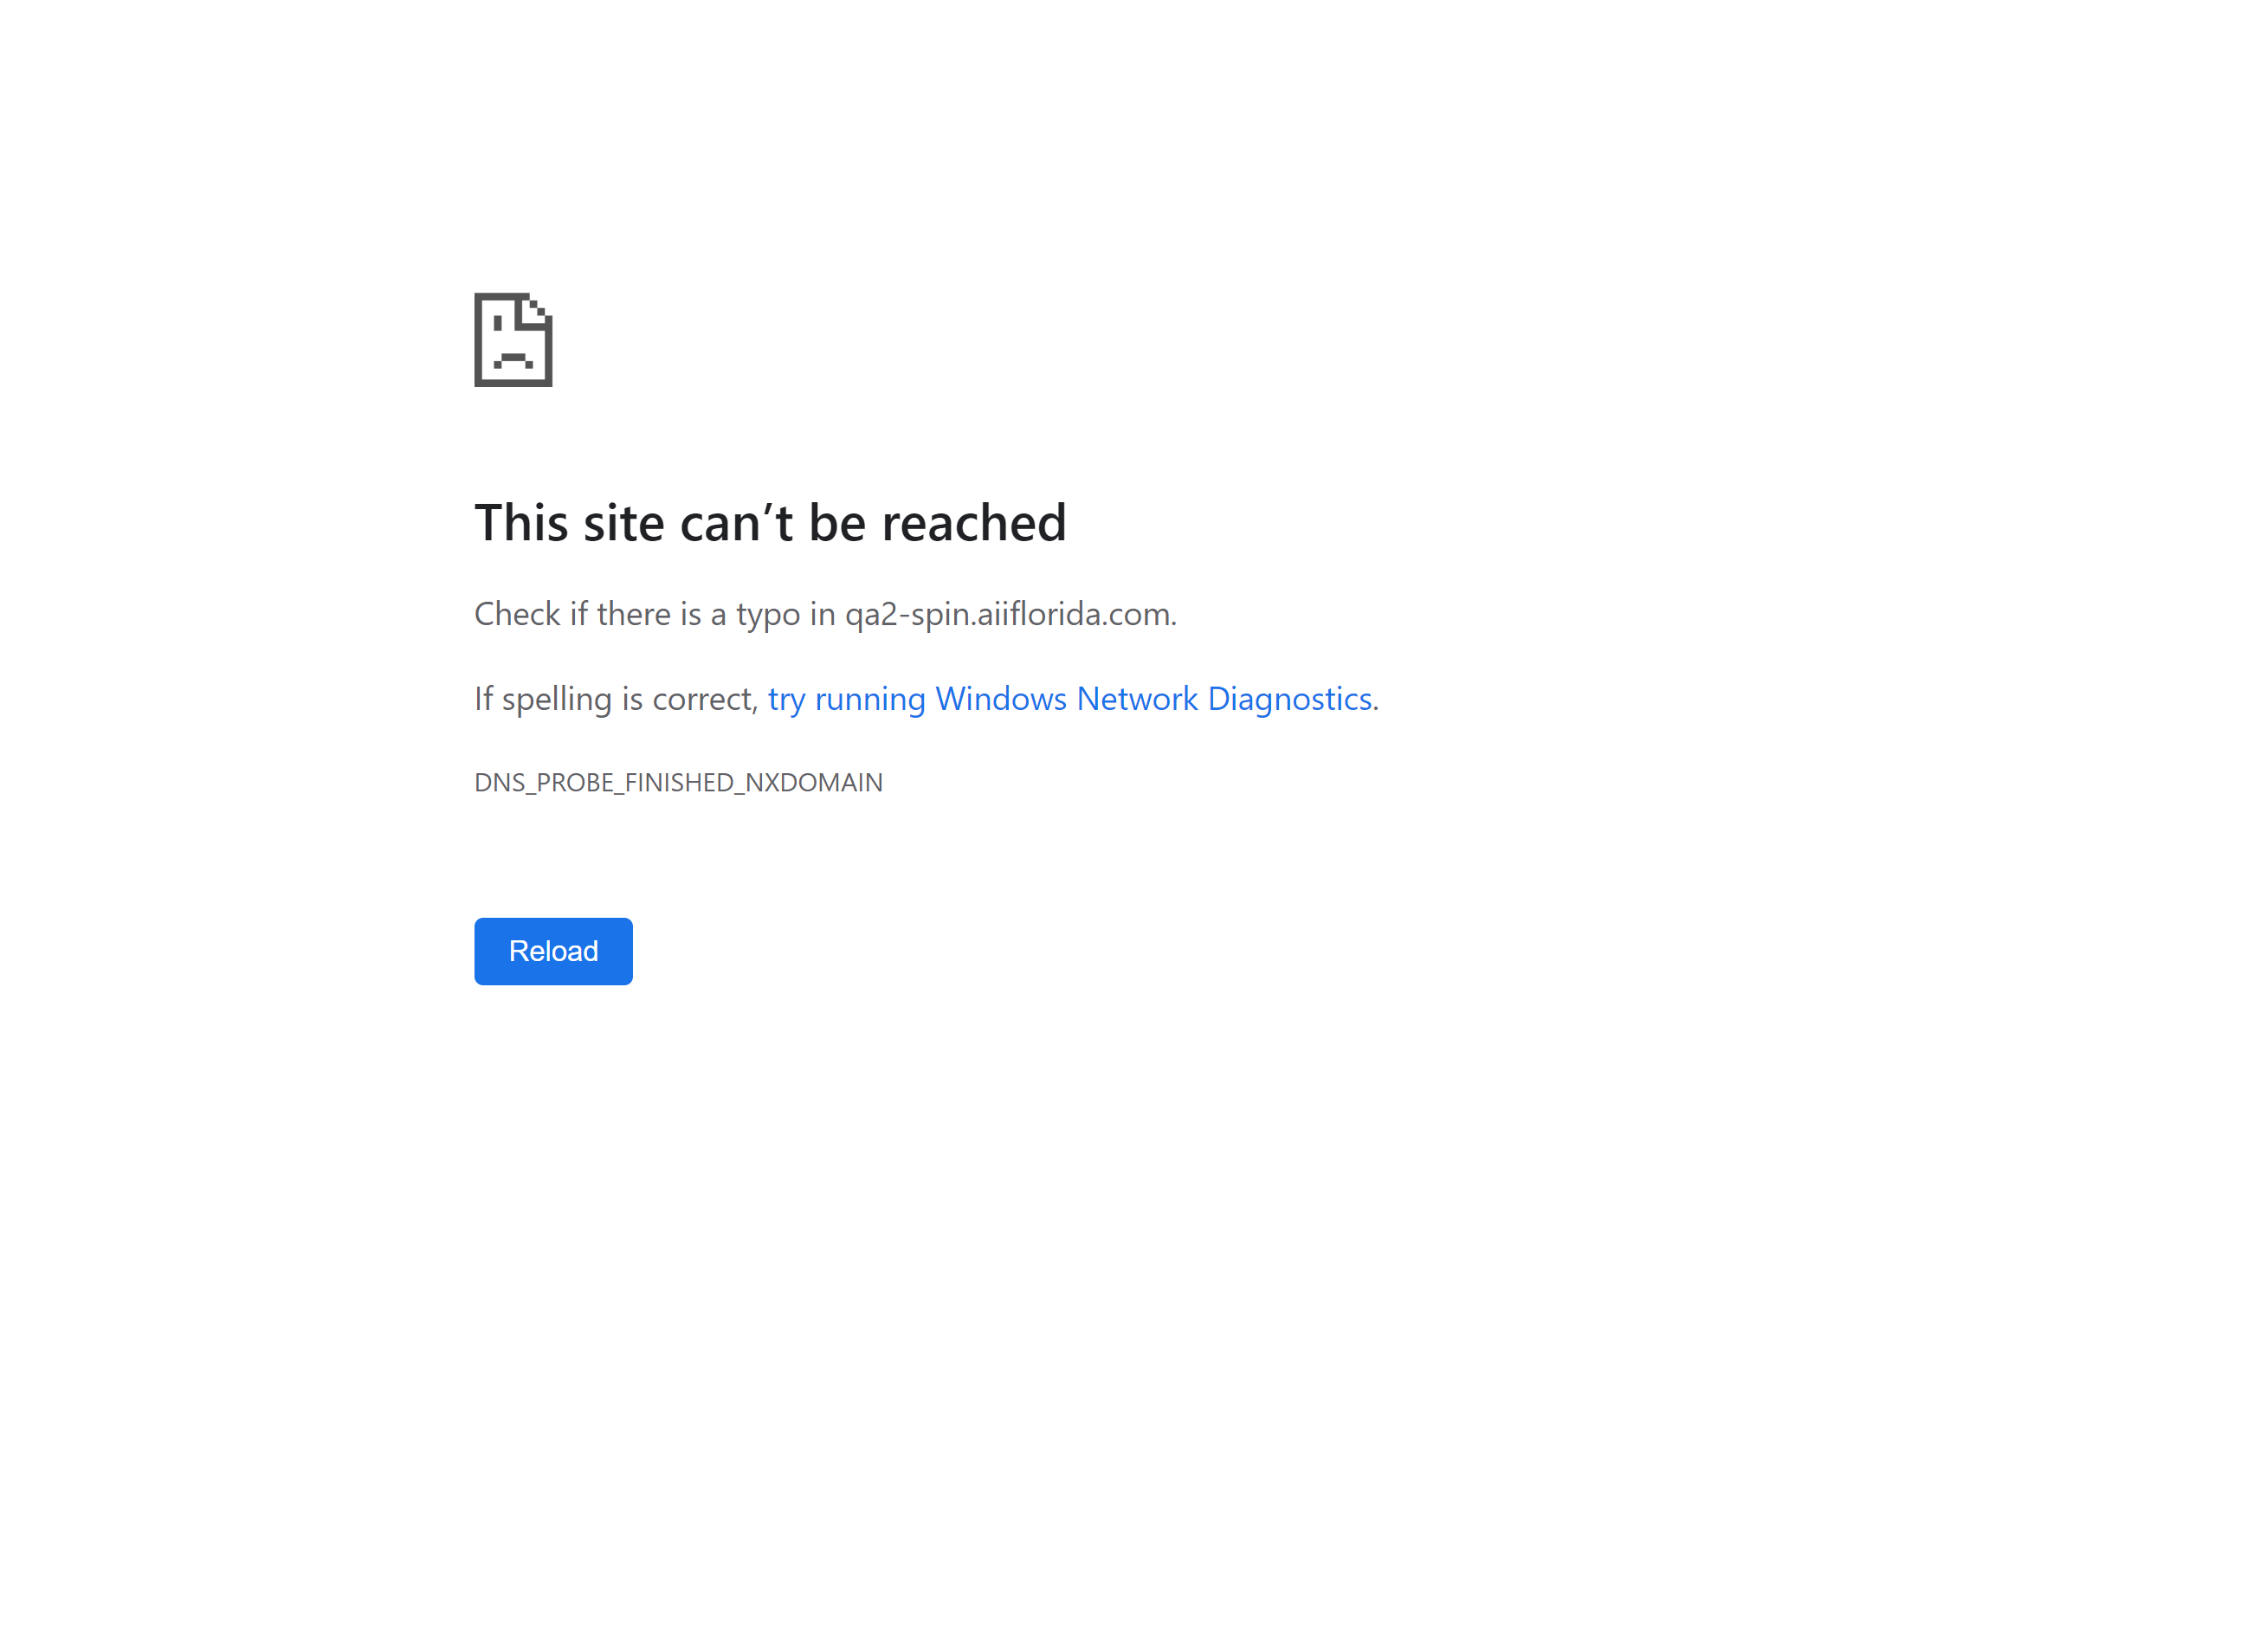 This site can’t be reached
Check if there is a typo in qa2-spin.aiiflorida.com.
If spelling is correct, try running Windows Network Diagnostics.
DNS_PROBE_FINISHED_NXDOMAIN
Reload